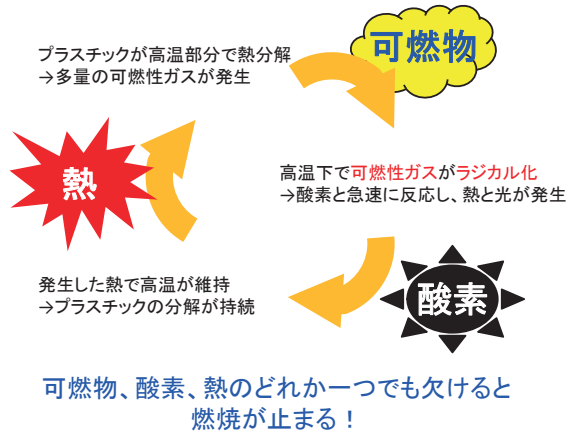 プラスチックが高温部分で熱分解
→多量の可燃性ガスが発生
可燃物
熱
高温下で可燃性ガスがラジカル化
→酸素と急速に反応し、熱と光が発生
発生した熱で高温が維持
→プラスチックの分解が持続
酸素
可燃物、酸素、熱のどれか一つでも欠けると
燃焼が止まる！